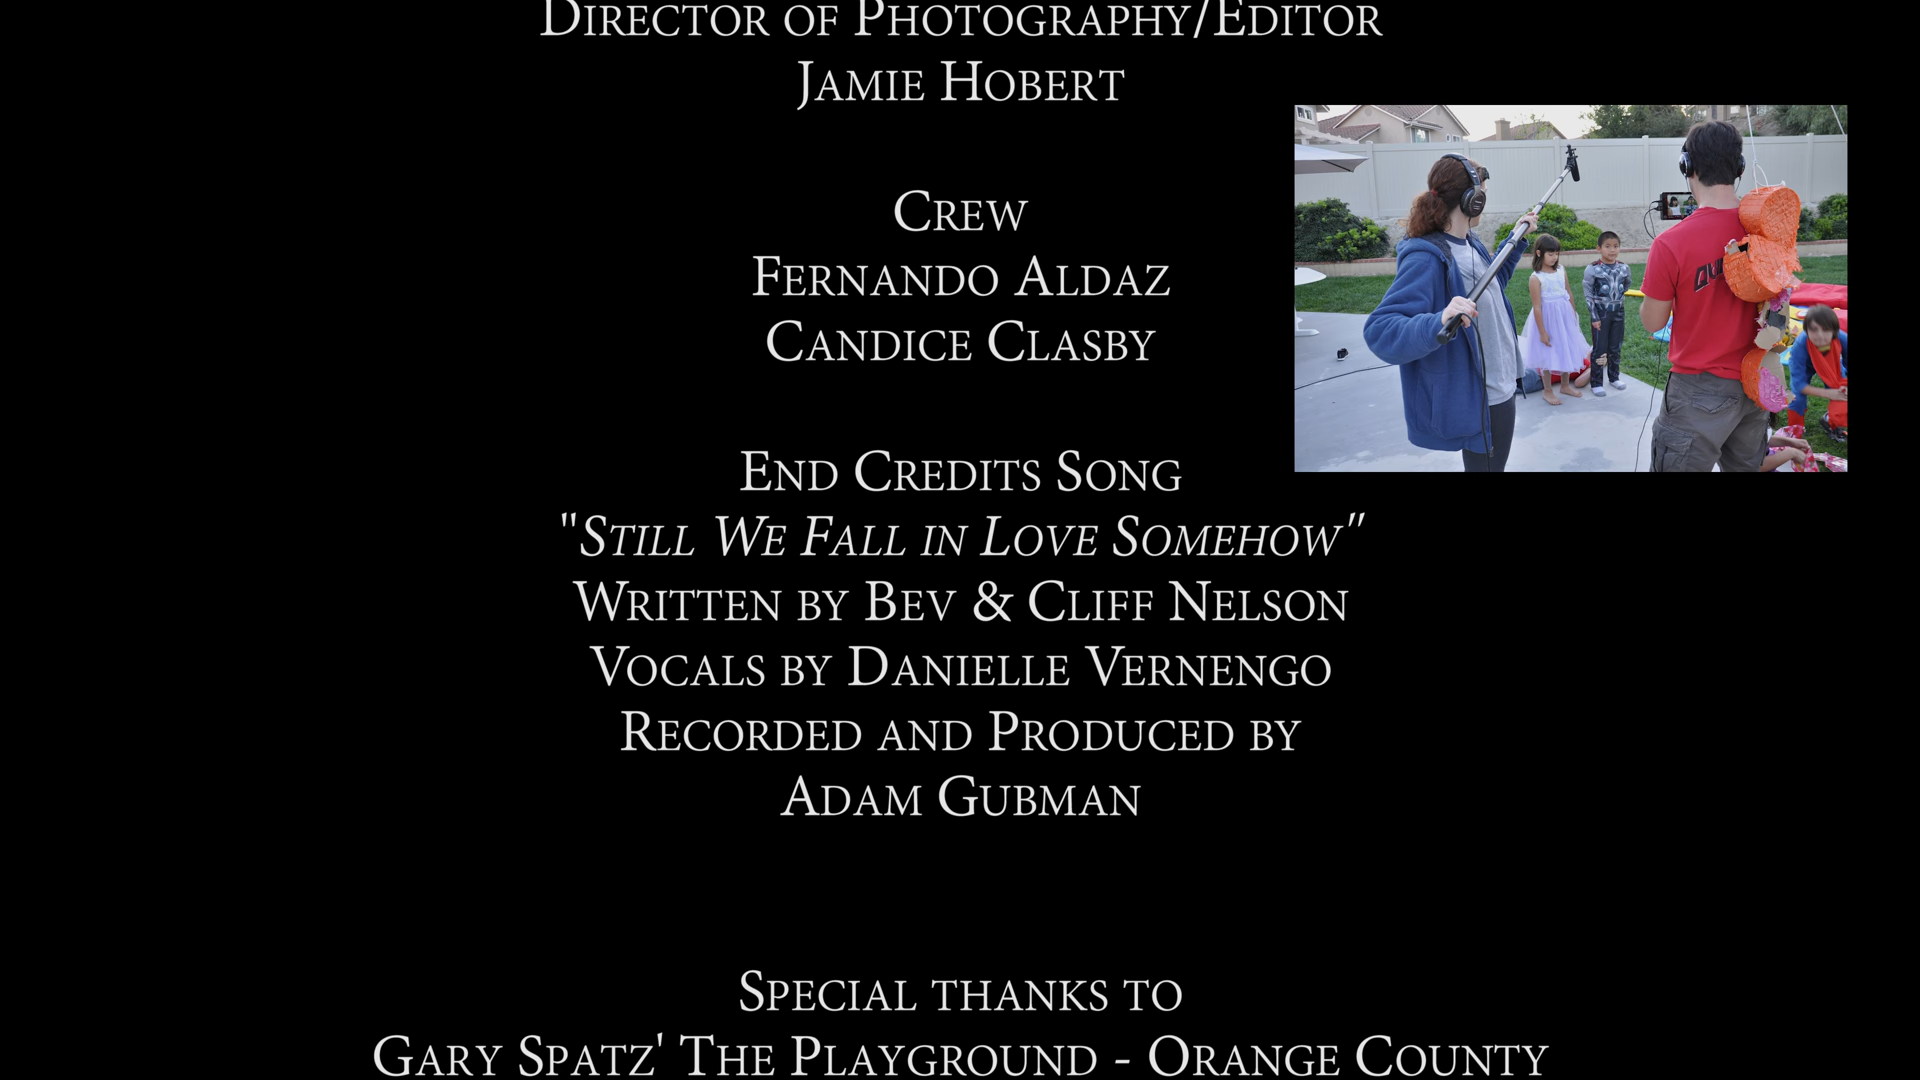 Director of Photography/Editor
Jamie Hobert
Crew
Fernando Aldaz
Candice Clasby
End Credits Song
"Still We Fall in Love Somehow"
Written by Bev & Cliff Nelson
Vocals by Danielle Vernengo
Recorded and Produced by
Adam Gubman
Special thanks to
Gary Spatz' The Playground - Orange County